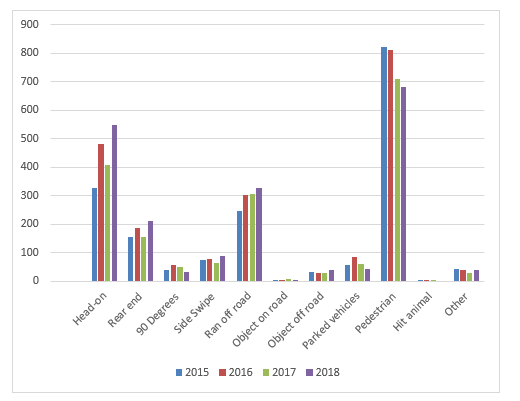 900
800
700
600
500
400
300
200
100
0
Head-on
Rear end
90 Degrees
Side Swipe
Ran off road
Object on road
Object off road
Parked vehicles
Pedestrian
Hit animal
Other
2015 2016 2017 2018